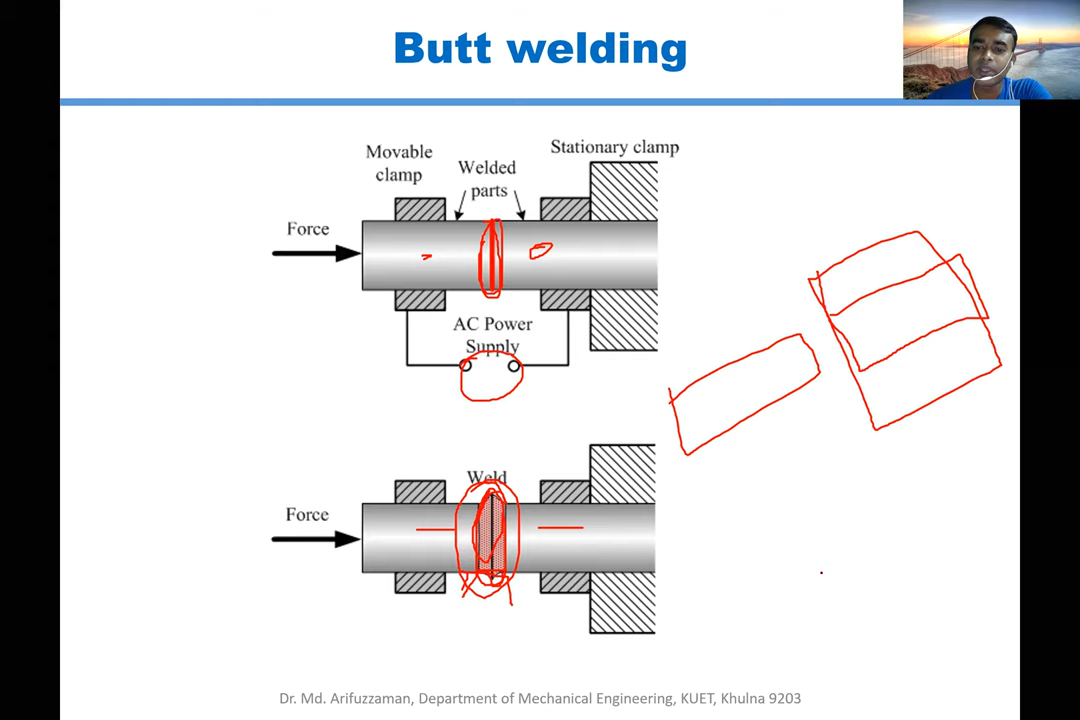 Butt welding
Movable
clamp
Welded
parts
Stationary clamp
Force
AC Power
Supply
Weld
Force
Dr. Md. Arifuzzaman, Department of Mechanical Engineering, KUET, Khulna 9203